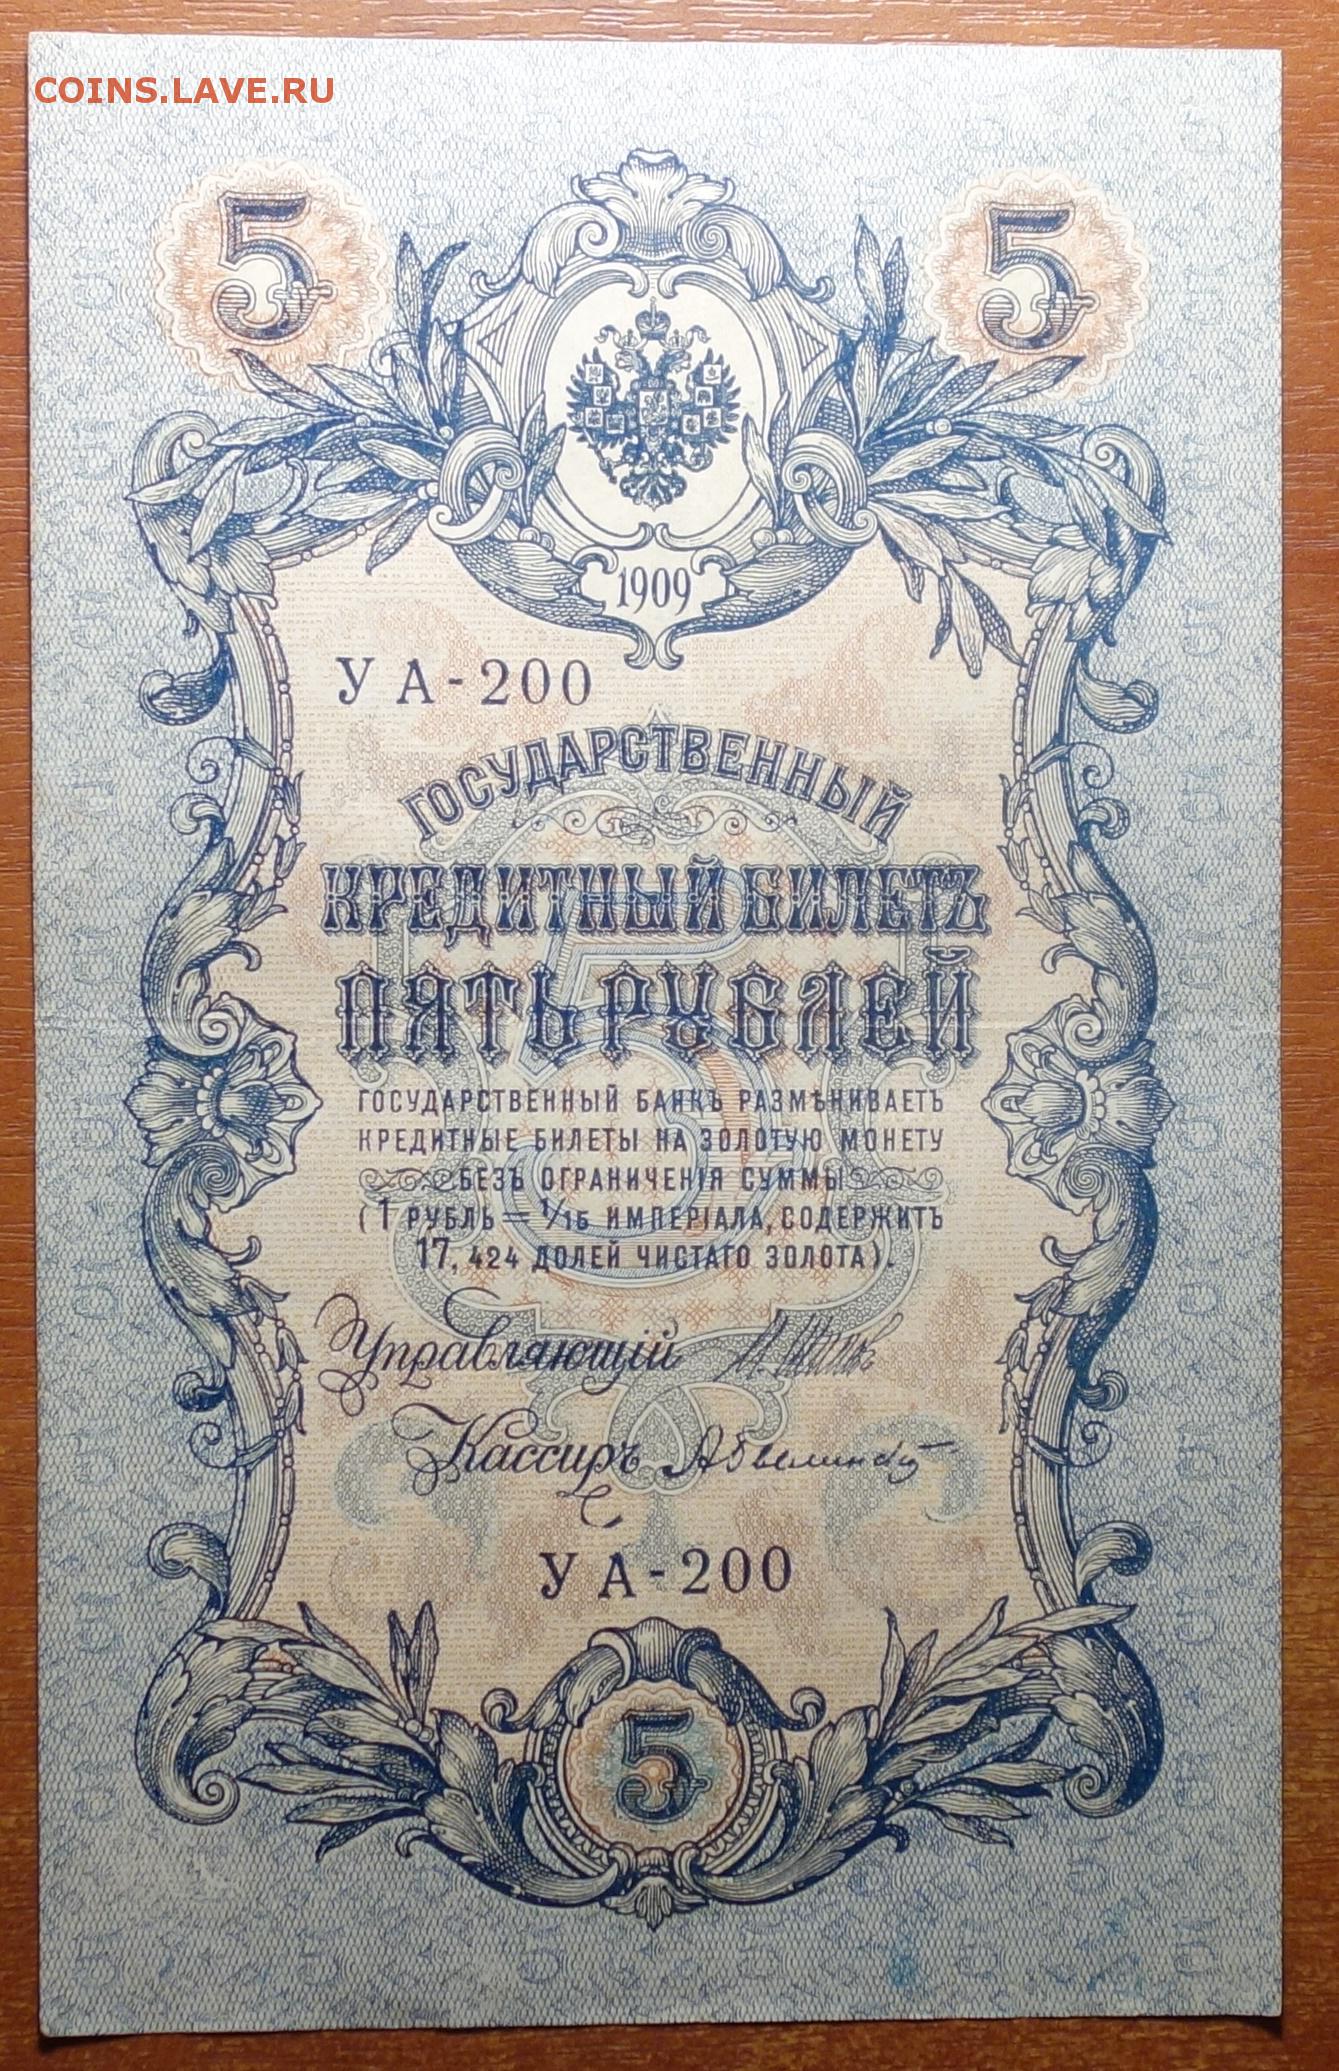 COINS.LAVE.RU
5 5
1909
УА-200
ГОСУДАРСТВЕННЫЙ
КРЕДИТНЫЙ БИЛЕТЪ
ПЯТЬ РУБЛЕЙ
ГОСУДАРСТВЕННЫЙ БАНКЪ РАЗМѢНИВАЕТЪ
КРЕДИТНЫЕ БИЛЕТЫ НА ЗОЛОТУЮ МОНЕТУ
БЕЗЪ ОГРАНИЧЕНІЯ СУММЫ
(1 РУБЛЬ = 1/15 ИМПЕРІАЛА, СОДЕРЖИТЪ
17,424 ДОЛЕЙ ЧИСТАГО ЗОЛОТА).
Управляющій
Кассиръ
УА-200
5